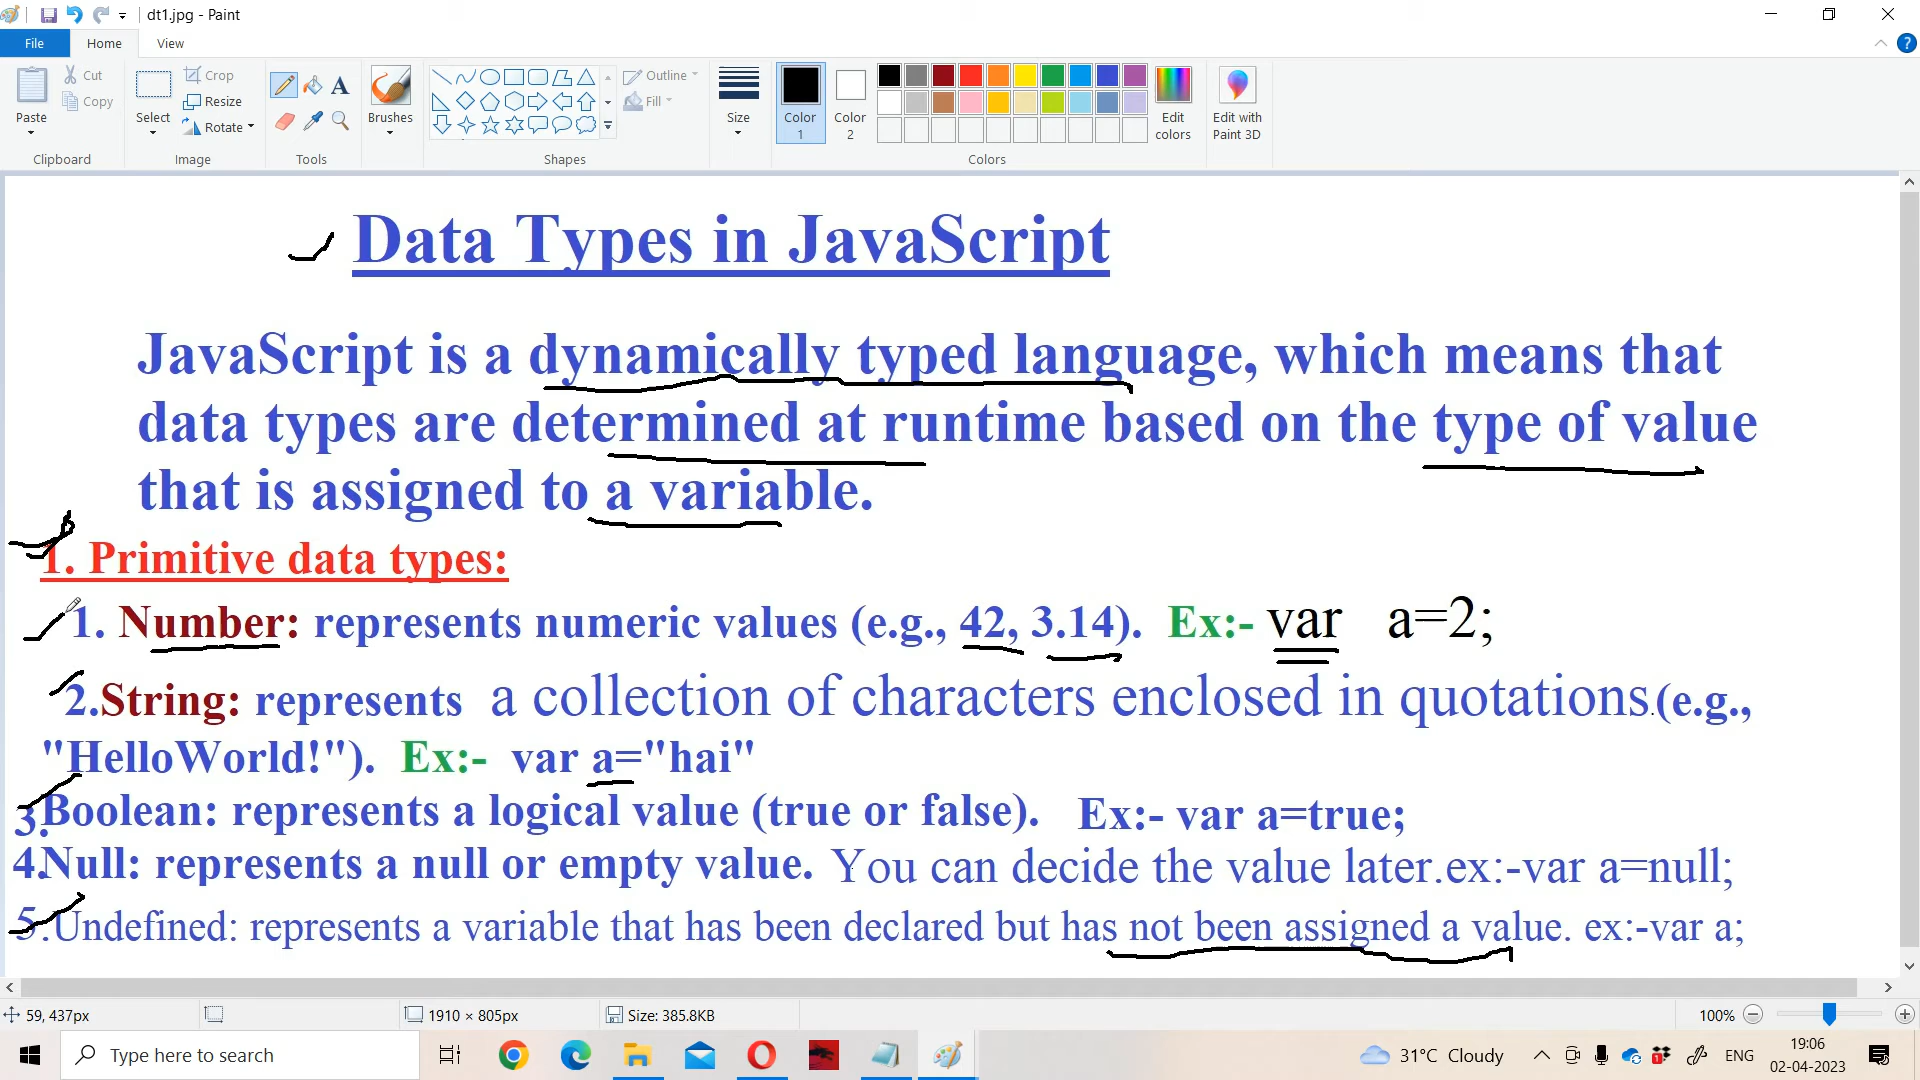 dt1.jpg - Paint
File Home View
Paste Cut Copy Clipboard
Select Crop Resize Rotate Image
Tools
Brushes
Outline Fill Shapes
Size
Color 1 Color 2 Edit colors Colors
Edit with Paint 3D
Data Types in JavaScript
JavaScript is a dynamically typed language, which means that
data types are determined at runtime based on the type of value
that is assigned to a variable.
1. Primitive data types:
1. Number: represents numeric values (e.g., 42, 3.14). Ex:- var a=2;
2.String: represents a collection of characters enclosed in quotations.(e.g.,
"HelloWorld!"). Ex:- var a="hai"
3.Boolean: represents a logical value (true or false). Ex:- var a=true;
4.Null: represents a null or empty value. You can decide the value later.ex:-var a=null;
5.Undefined: represents a variable that has been declared but has not been assigned a value. ex:-var a;
59, 437px 1910 × 805px Size: 385.8KB 100%
Type here to search 31°C Cloudy ENG 19:06
02-04-2023